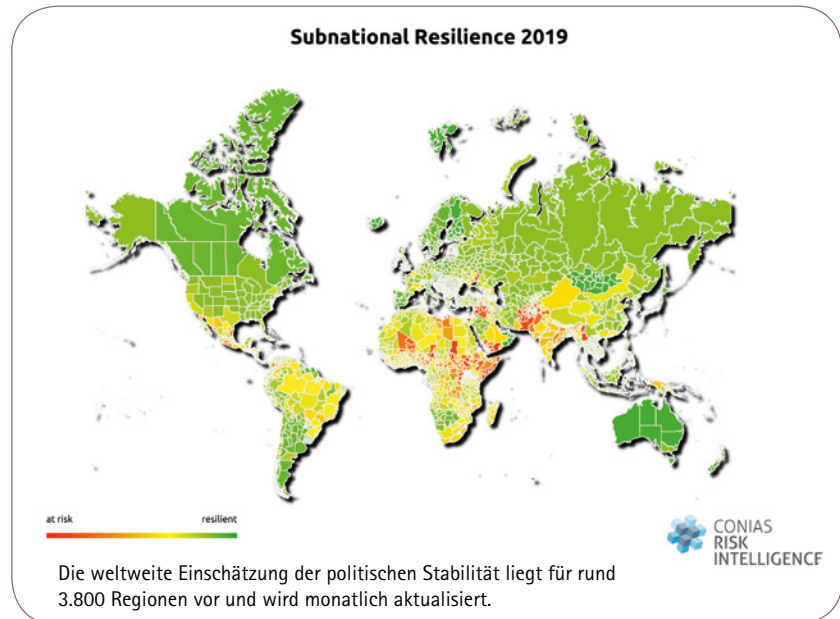 Subnational Resilience 2019
at risk
resilient
CONIAS
RISK
INTELLIGENCE
Die weltweite Einschätzung der politischen Stabilität liegt für rund
3.800 Regionen vor und wird monatlich aktualisiert.